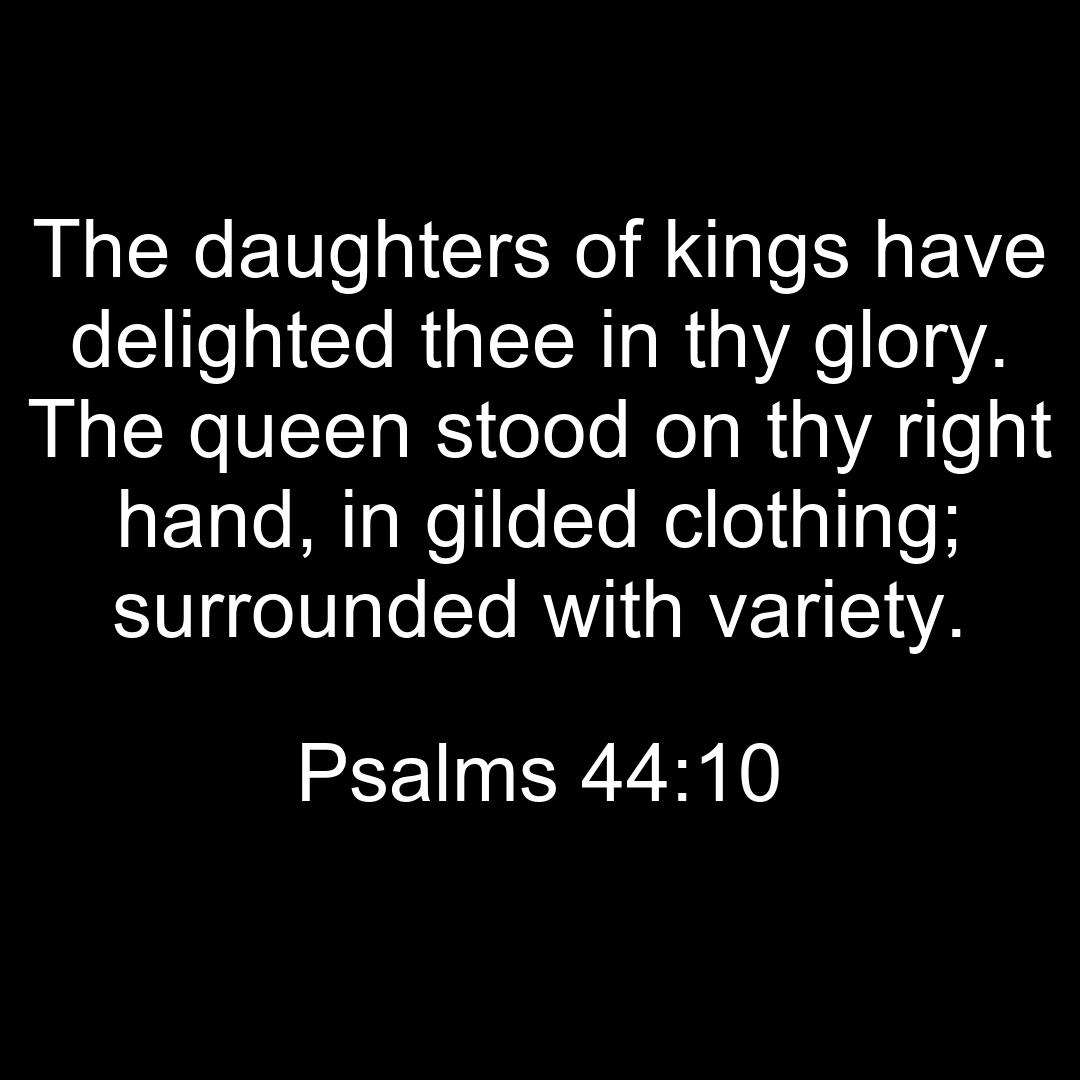 The daughters of kings have
delighted thee in thy glory.
The queen stood on thy right
hand, in gilded clothing;
surrounded with variety.
Psalms 44:10